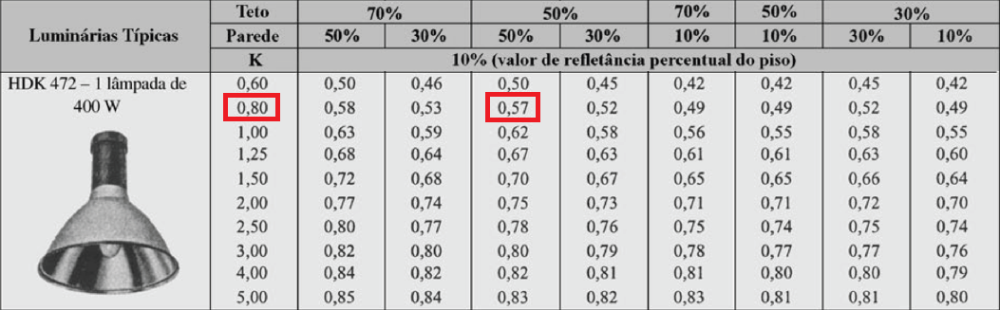 Luminárias Típicas
Teto 70% 50% 70% 50% 30%
Parede 50% 30% 50% 30% 10% 10% 30% 10%
K 10% (valor de refletância percentual do piso)
HDK 472 – 1 lâmpada de
400 W
0,60 0,50 0,46 0,50 0,45 0,42 0,42 0,45 0,42
0,80 0,58 0,53 0,57 0,52 0,49 0,49 0,52 0,49
1,00 0,63 0,59 0,62 0,58 0,56 0,55 0,58 0,55
1,25 0,68 0,64 0,67 0,63 0,61 0,61 0,63 0,60
1,50 0,72 0,68 0,70 0,67 0,65 0,65 0,66 0,64
2,00 0,77 0,74 0,75 0,73 0,71 0,71 0,72 0,70
2,50 0,80 0,77 0,78 0,76 0,75 0,74 0,75 0,74
3,00 0,82 0,80 0,80 0,79 0,78 0,77 0,77 0,76
4,00 0,84 0,82 0,82 0,81 0,81 0,80 0,80 0,79
5,00 0,85 0,84 0,83 0,82 0,83 0,81 0,81 0,80